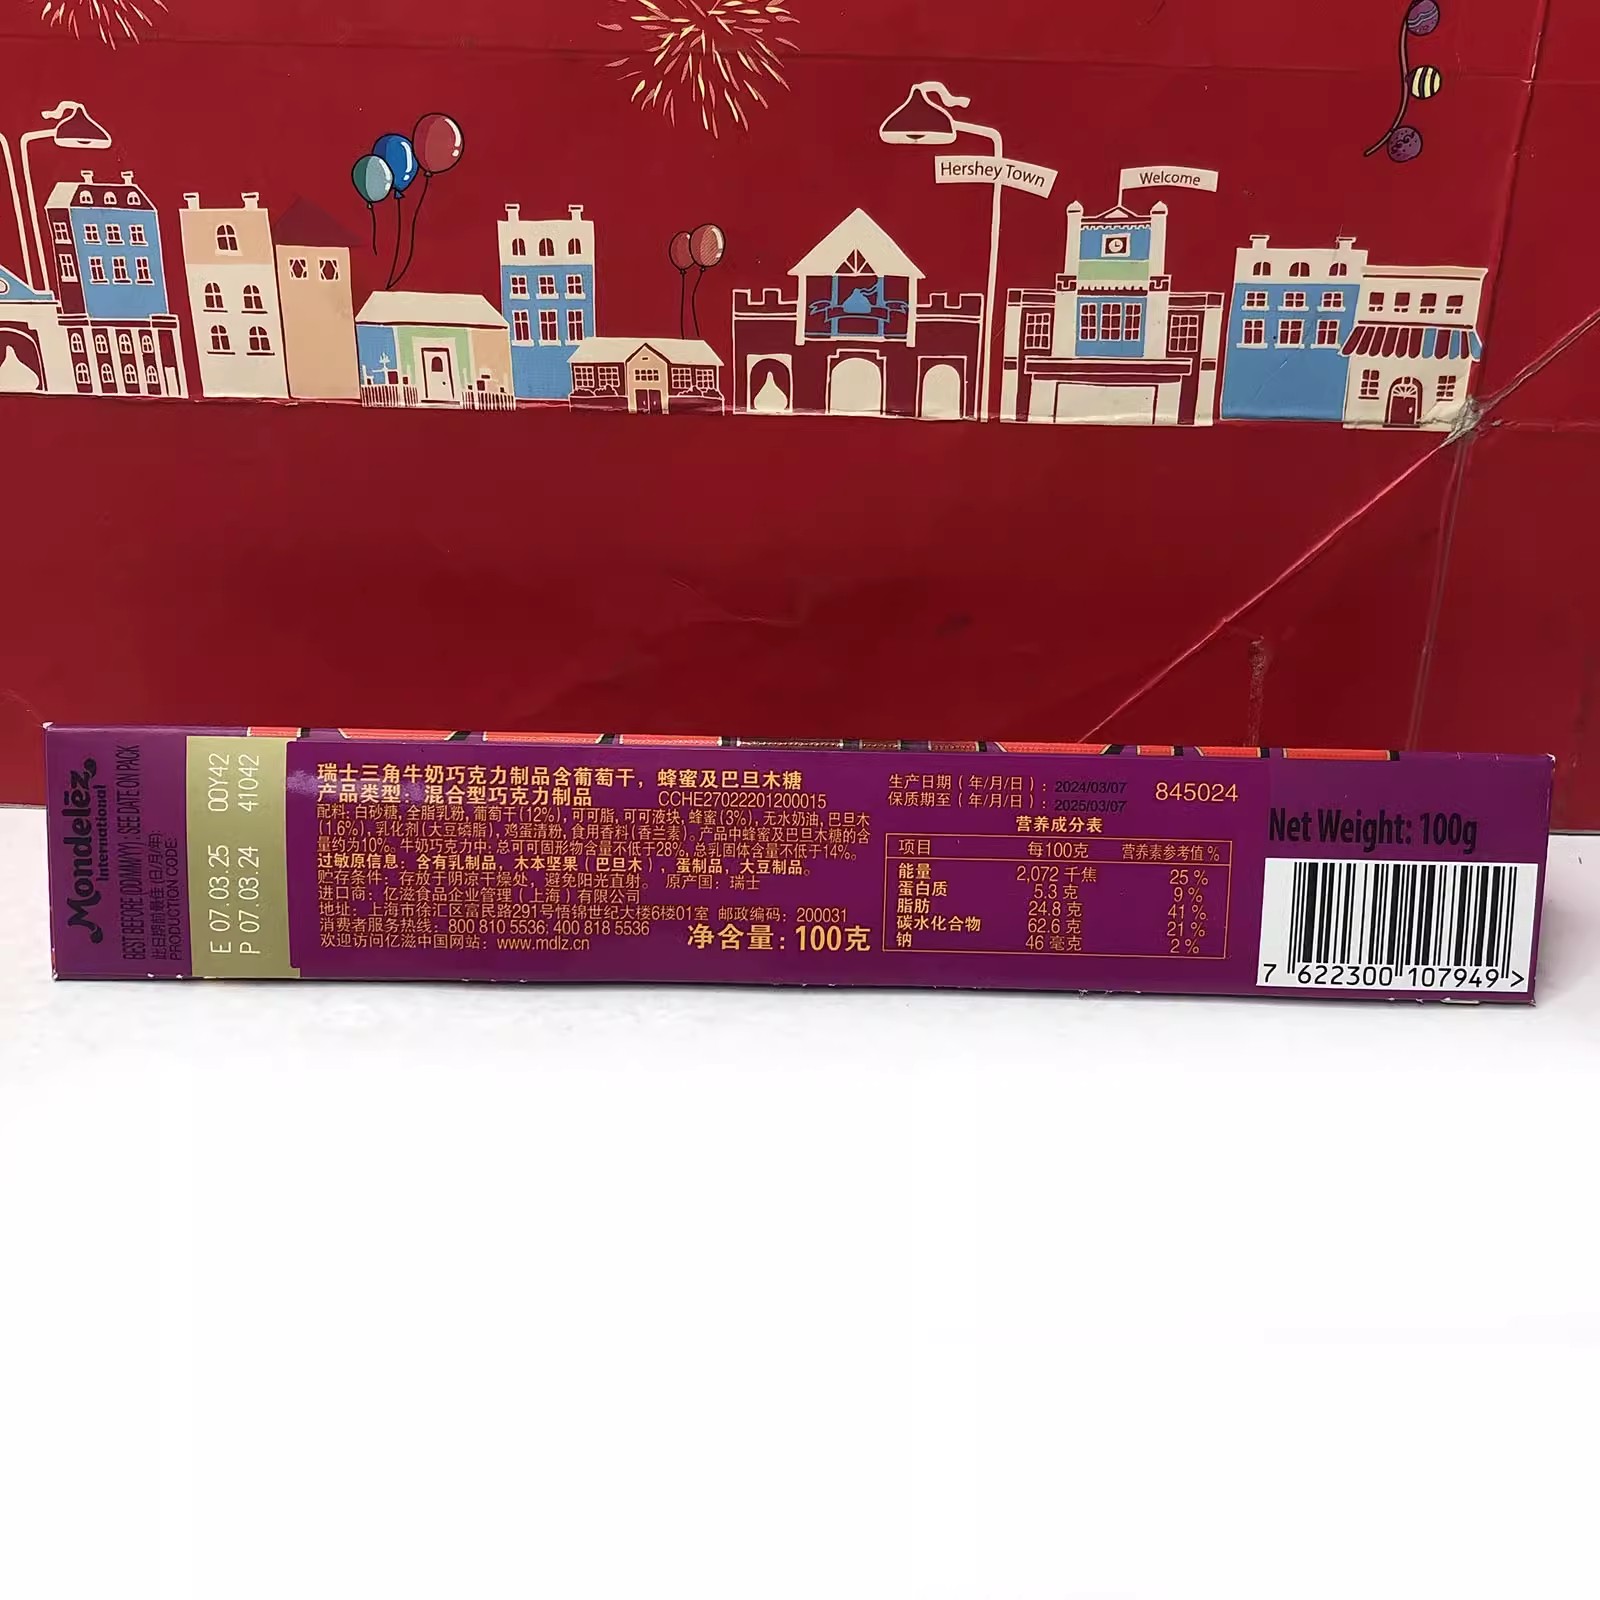 Hershey Town
Welcome
Mondelēz
International
BEST BEFORE (DD/MM/YY) : SEE DATE ON PACK
此日期前最佳 (日/月/年):
PRODUCTION CODE:
E 07.03.25 00Y42
P 07.03.24 41042
瑞士三角牛奶巧克力制品含葡萄干，蜂蜜及巴旦木糖
产品类型：混合型巧克力制品 CCHE27022201200015
配料: 白砂糖, 全脂乳粉, 葡萄干(12%), 可可脂, 可可液块, 蜂蜜(3%), 无水奶油, 巴旦木
(1.6%), 乳化剂(大豆磷脂), 鸡蛋清粉, 食用香料(香兰素)。产品中蜂蜜及巴旦木糖的含
量约为10%。牛奶巧克力中: 总可可固形物含量不低于28%, 总乳固体含量不低于14%。
过敏原信息：含有乳制品，木本坚果（巴旦木），蛋制品，大豆制品。
贮存条件：存放于阴凉干燥处，避免阳光直射。 原产国：瑞士
进口商：亿滋食品企业管理（上海）有限公司
地址：上海市徐汇区富民路291号悟锦世纪大楼6楼01室 邮政编码：200031
消费者服务热线：800 810 5536; 400 818 5536
欢迎访问亿滋中国网站：www.mdlz.cn
净含量：100克
生产日期（年/月/日）: 2024/03/07
保质期至（年/月/日）: 2025/03/07
845024
营养成分表
项目 每100克 营养素参考值 %
能量 2,072 千焦 25 %
蛋白质 5.3 克 9 %
脂肪 24.8 克 41 %
碳水化合物 62.6 克 21 %
钠 46 毫克 2 %
Net Weight: 100g
7 622300 107949 >